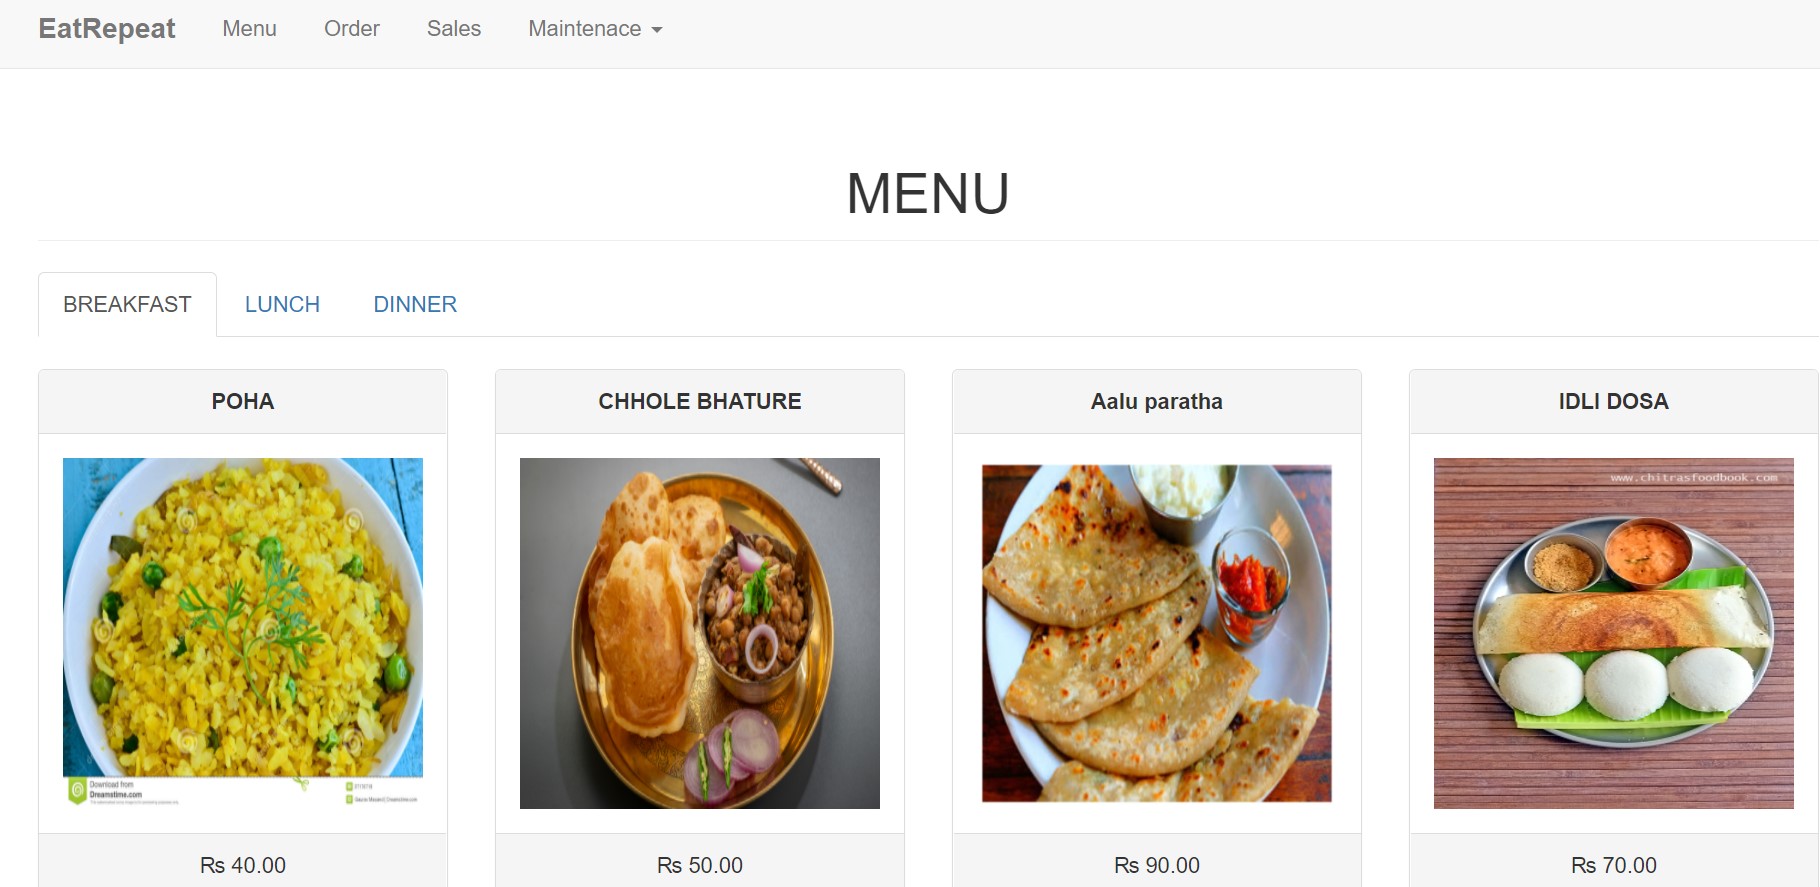 EatRepeat Menu Order Sales Maintenace
MENU
BREAKFAST LUNCH DINNER
POHA
CHHOLE BHATURE
Aalu paratha
IDLI DOSA
www.chitrasfoodbook.com
Download from
Dreamstime.com
₨ 40.00
₨ 50.00
₨ 90.00
₨ 70.00